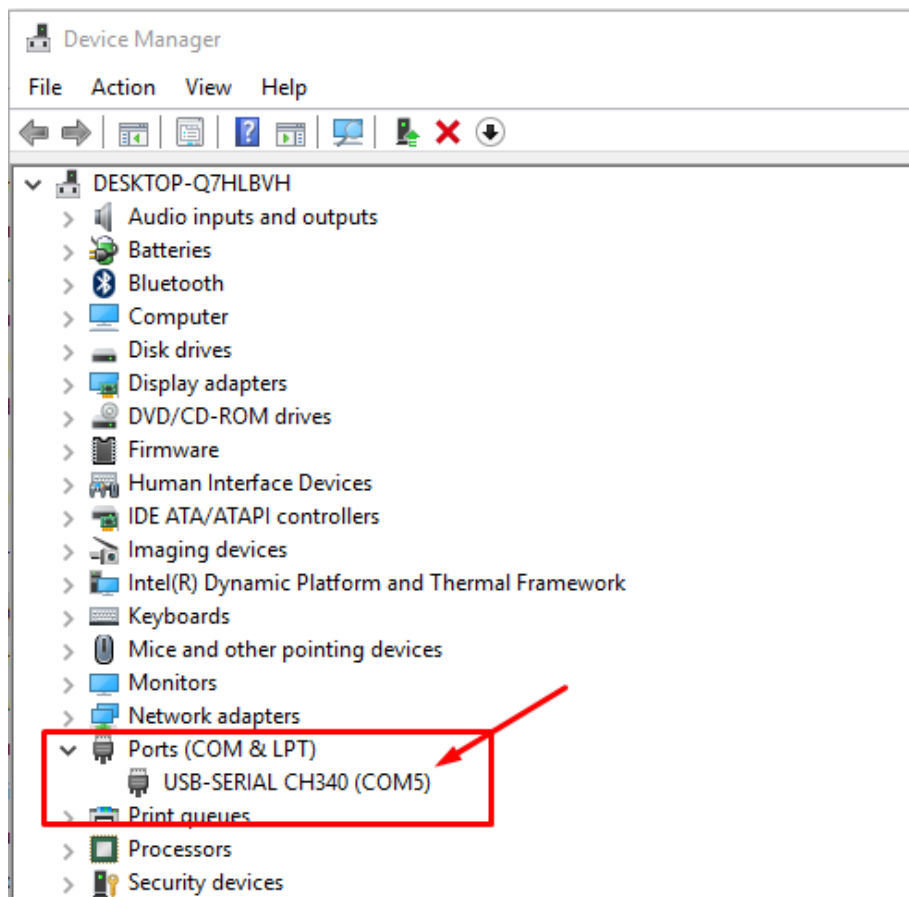 Device Manager
File Action View Help
DESKTOP-Q7HLBVH
Audio inputs and outputs
Batteries
Bluetooth
Computer
Disk drives
Display adapters
DVD/CD-ROM drives
Firmware
Human Interface Devices
IDE ATA/ATAPI controllers
Imaging devices
Intel(R) Dynamic Platform and Thermal Framework
Keyboards
Mice and other pointing devices
Monitors
Network adapters
Ports (COM & LPT)
USB-SERIAL CH340 (COM5)
Print queues
Processors
Security devices